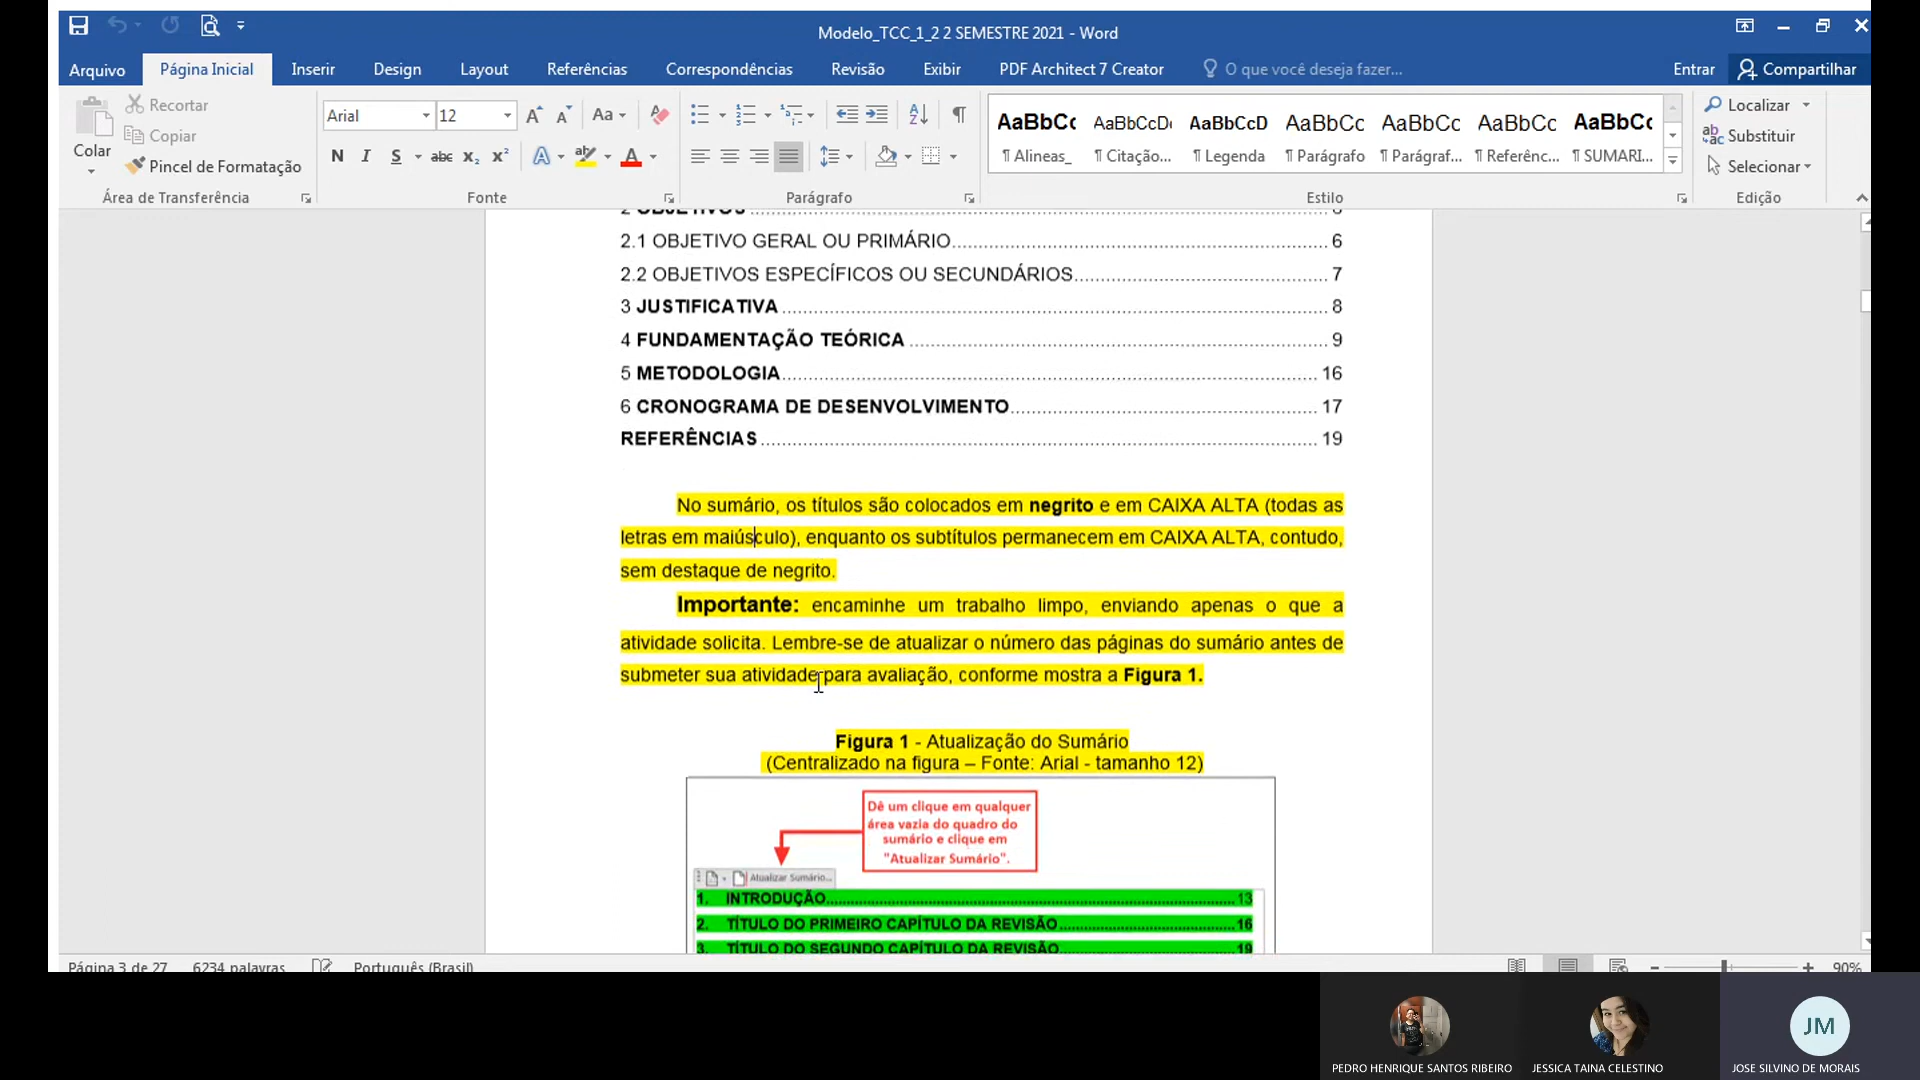 Modelo_TCC_1_2 2 SEMESTRE 2021 - Word
Arquivo Página Inicial Inserir Design Layout Referências Correspondências Revisão Exibir PDF Architect 7 Creator O que você deseja fazer... Entrar Compartilhar
Colar
Recortar
Copiar
Pincel de Formatação
Área de Transferência
Arial 12 Aa
N I S abc x₂ x² A ab A
Fonte
Parágrafo
AaBbCc AaBbCcDc AaBbCcD AaBbCc AaBbCc AaBbCc AaBbCc
¶ Alineas_ ¶ Citação... ¶ Legenda ¶ Parágrafo ¶ Parágraf... ¶ Referênc... ¶ SUMARI...
Estilo
Localizar
Substituir
Selecionar
Edição
2 OBJETIVOS ........ 6
2.1 OBJETIVO GERAL OU PRIMÁRIO........ 6
2.2 OBJETIVOS ESPECÍFICOS OU SECUNDÁRIOS........ 7
3 JUSTIFICATIVA ........ 8
4 FUNDAMENTAÇÃO TEÓRICA ........ 9
5 METODOLOGIA........ 16
6 CRONOGRAMA DE DESENVOLVIMENTO........ 17
REFERÊNCIAS ........ 19
No sumário, os títulos são colocados em negrito e em CAIXA ALTA (todas as
letras em maiúsculo), enquanto os subtítulos permanecem em CAIXA ALTA, contudo,
sem destaque de negrito.
Importante: encaminhe um trabalho limpo, enviando apenas o que a
atividade solicita. Lembre-se de atualizar o número das páginas do sumário antes de
submeter sua atividade para avaliação, conforme mostra a Figura 1.
Figura 1 - Atualização do Sumário
(Centralizado na figura – Fonte: Arial - tamanho 12)
Dê um clique em qualquer
área vazia do quadro do
sumário e clique em
"Atualizar Sumário".
Atualizar Sumário...
1. INTRODUÇÃO........ 13
2. TÍTULO DO PRIMEIRO CAPÍTULO DA REVISÃO........ 16
3. TÍTULO DO SEGUNDO CAPÍTULO DA REVISÃO........ 19
Página 3 de 27 6234 palavras Português (Brasil) 90%
JM
PEDRO HENRIQUE SANTOS RIBEIRO JESSICA TAINA CELESTINO JOSE SILVINO DE MORAIS